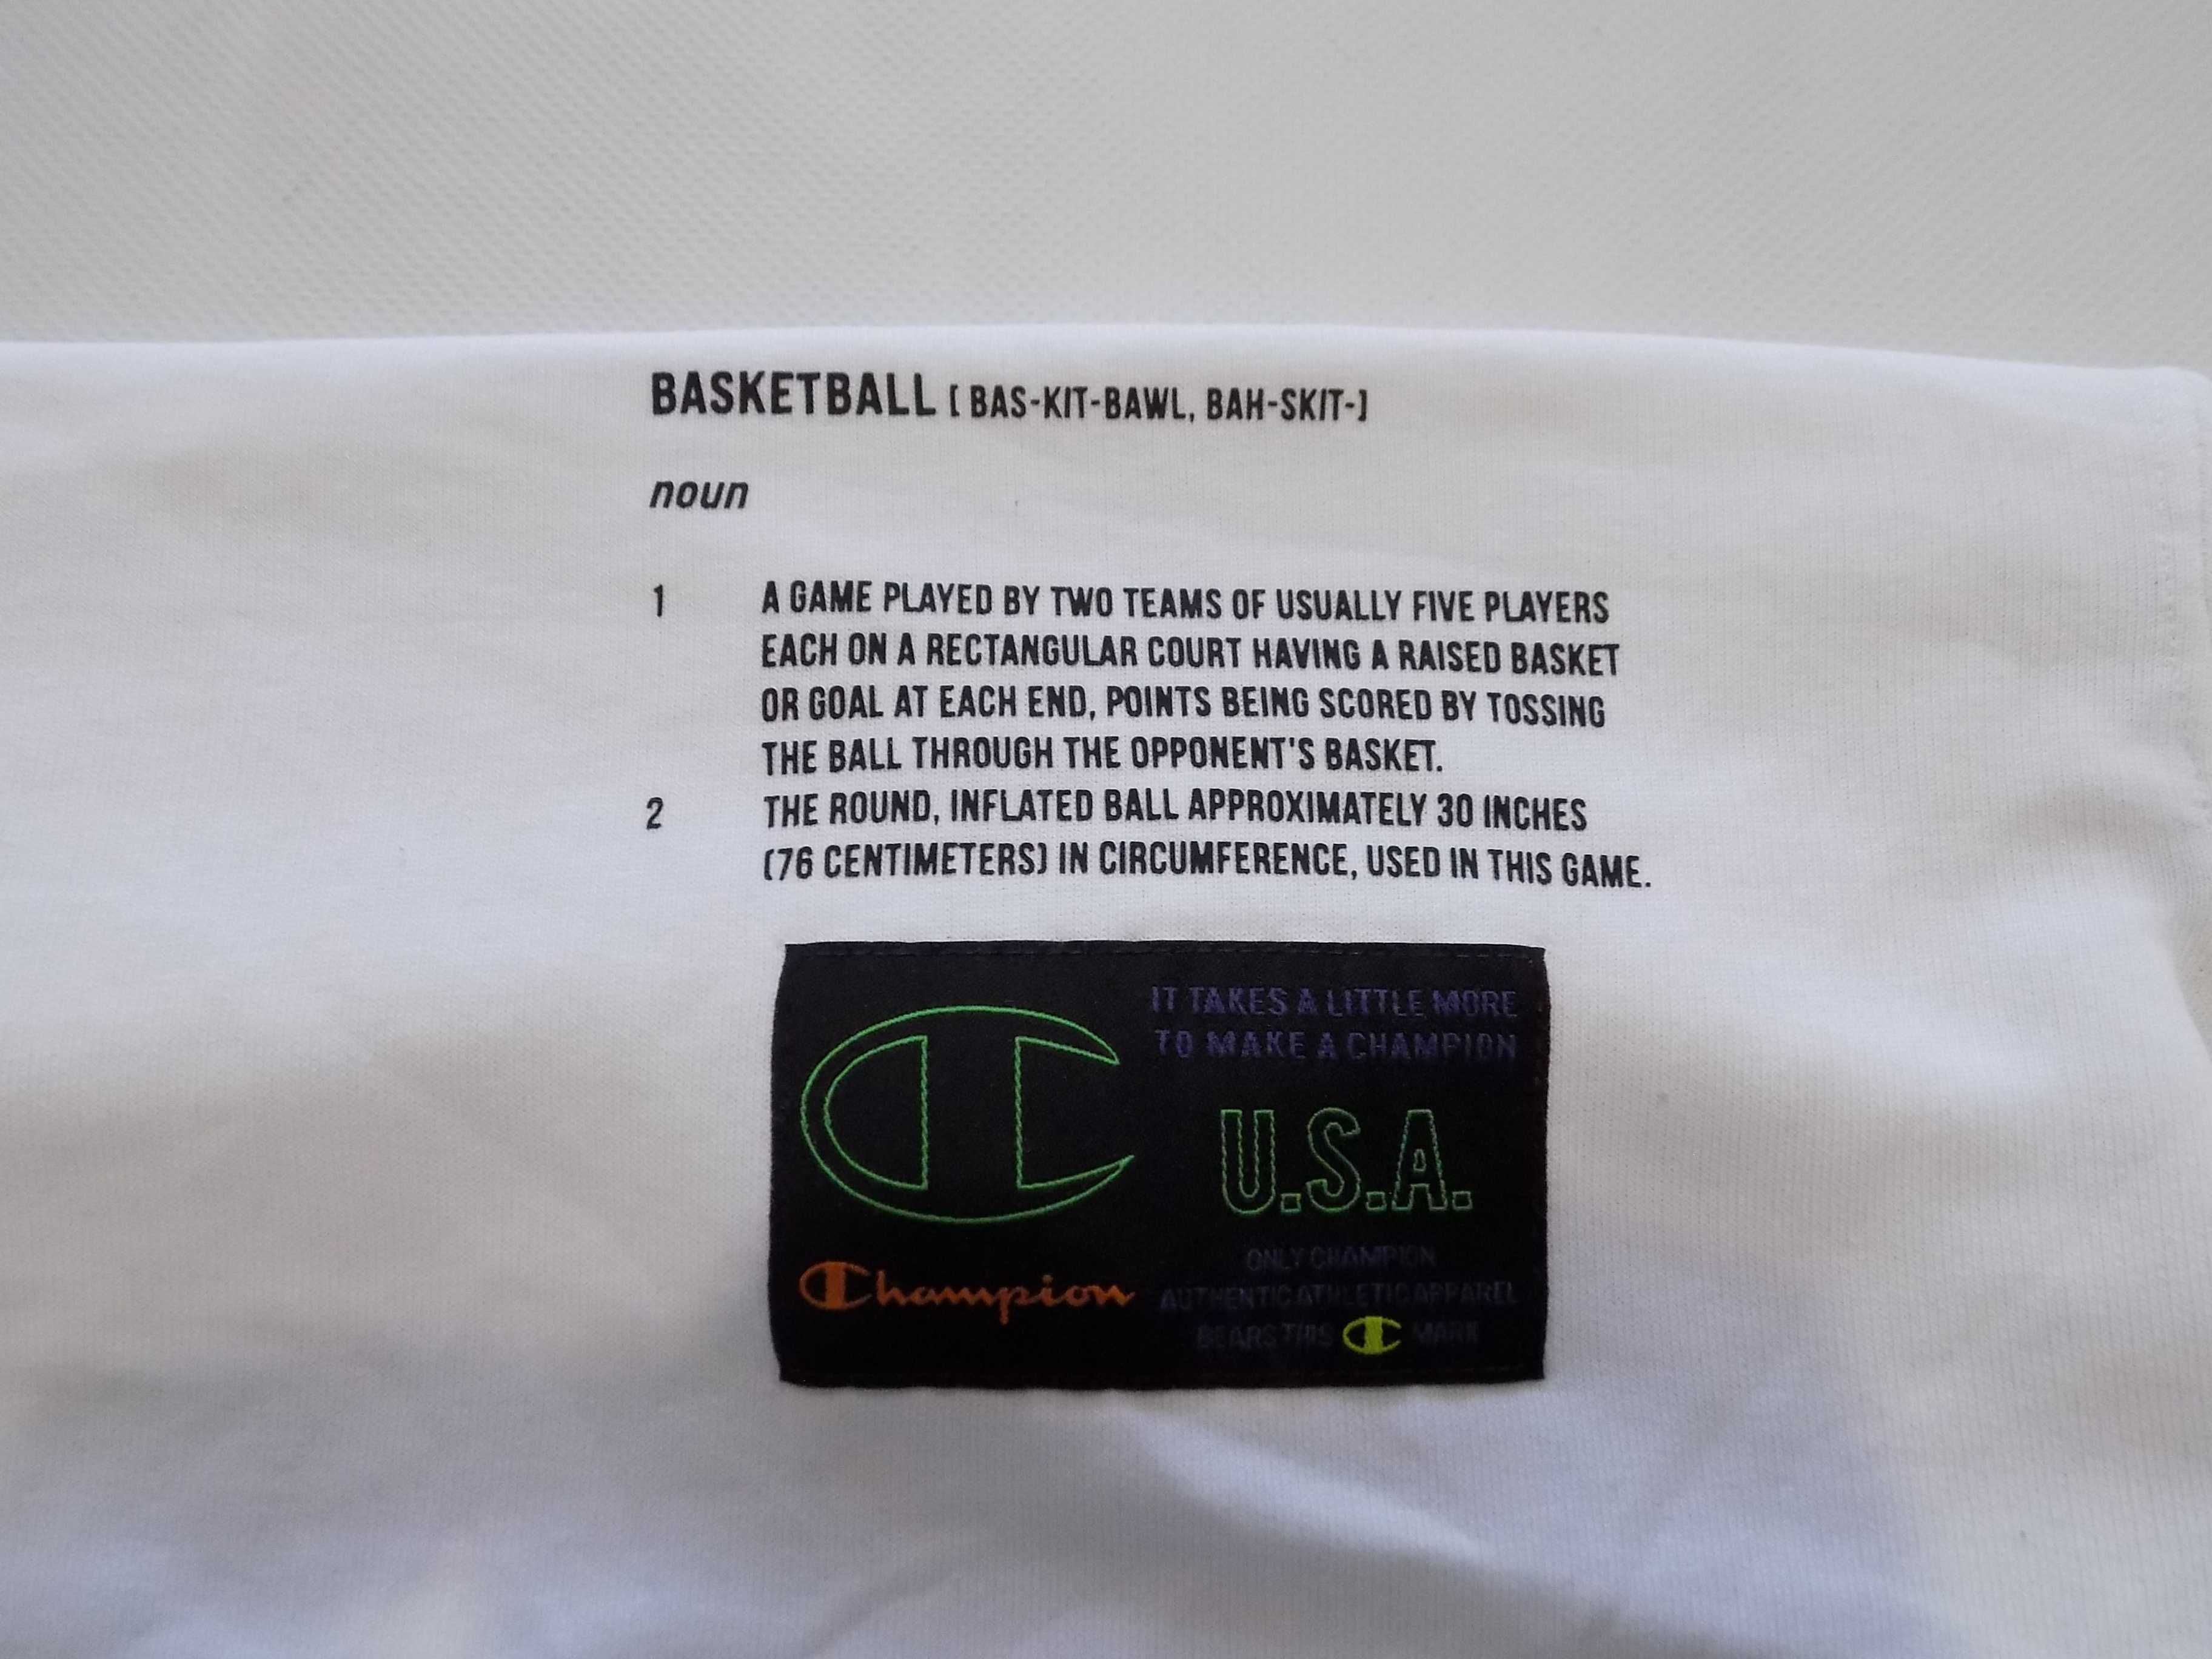 BASKETBALL [ BAS-KIT-BAWL, BAH-SKIT-]
noun
1 A GAME PLAYED BY TWO TEAMS OF USUALLY FIVE PLAYERS
EACH ON A RECTANGULAR COURT HAVING A RAISED BASKET
OR GOAL AT EACH END, POINTS BEING SCORED BY TOSSING
THE BALL THROUGH THE OPPONENT'S BASKET.
2 THE ROUND, INFLATED BALL APPROXIMATELY 30 INCHES
(76 CENTIMETERS) IN CIRCUMFERENCE, USED IN THIS GAME.
IT TAKES A LITTLE MORE
TO MAKE A CHAMPION
U.S.A.
Champion
ONLY CHAMPION
AUTHENTIC ATHLETIC APPAREL
BEARS THIS C MARK